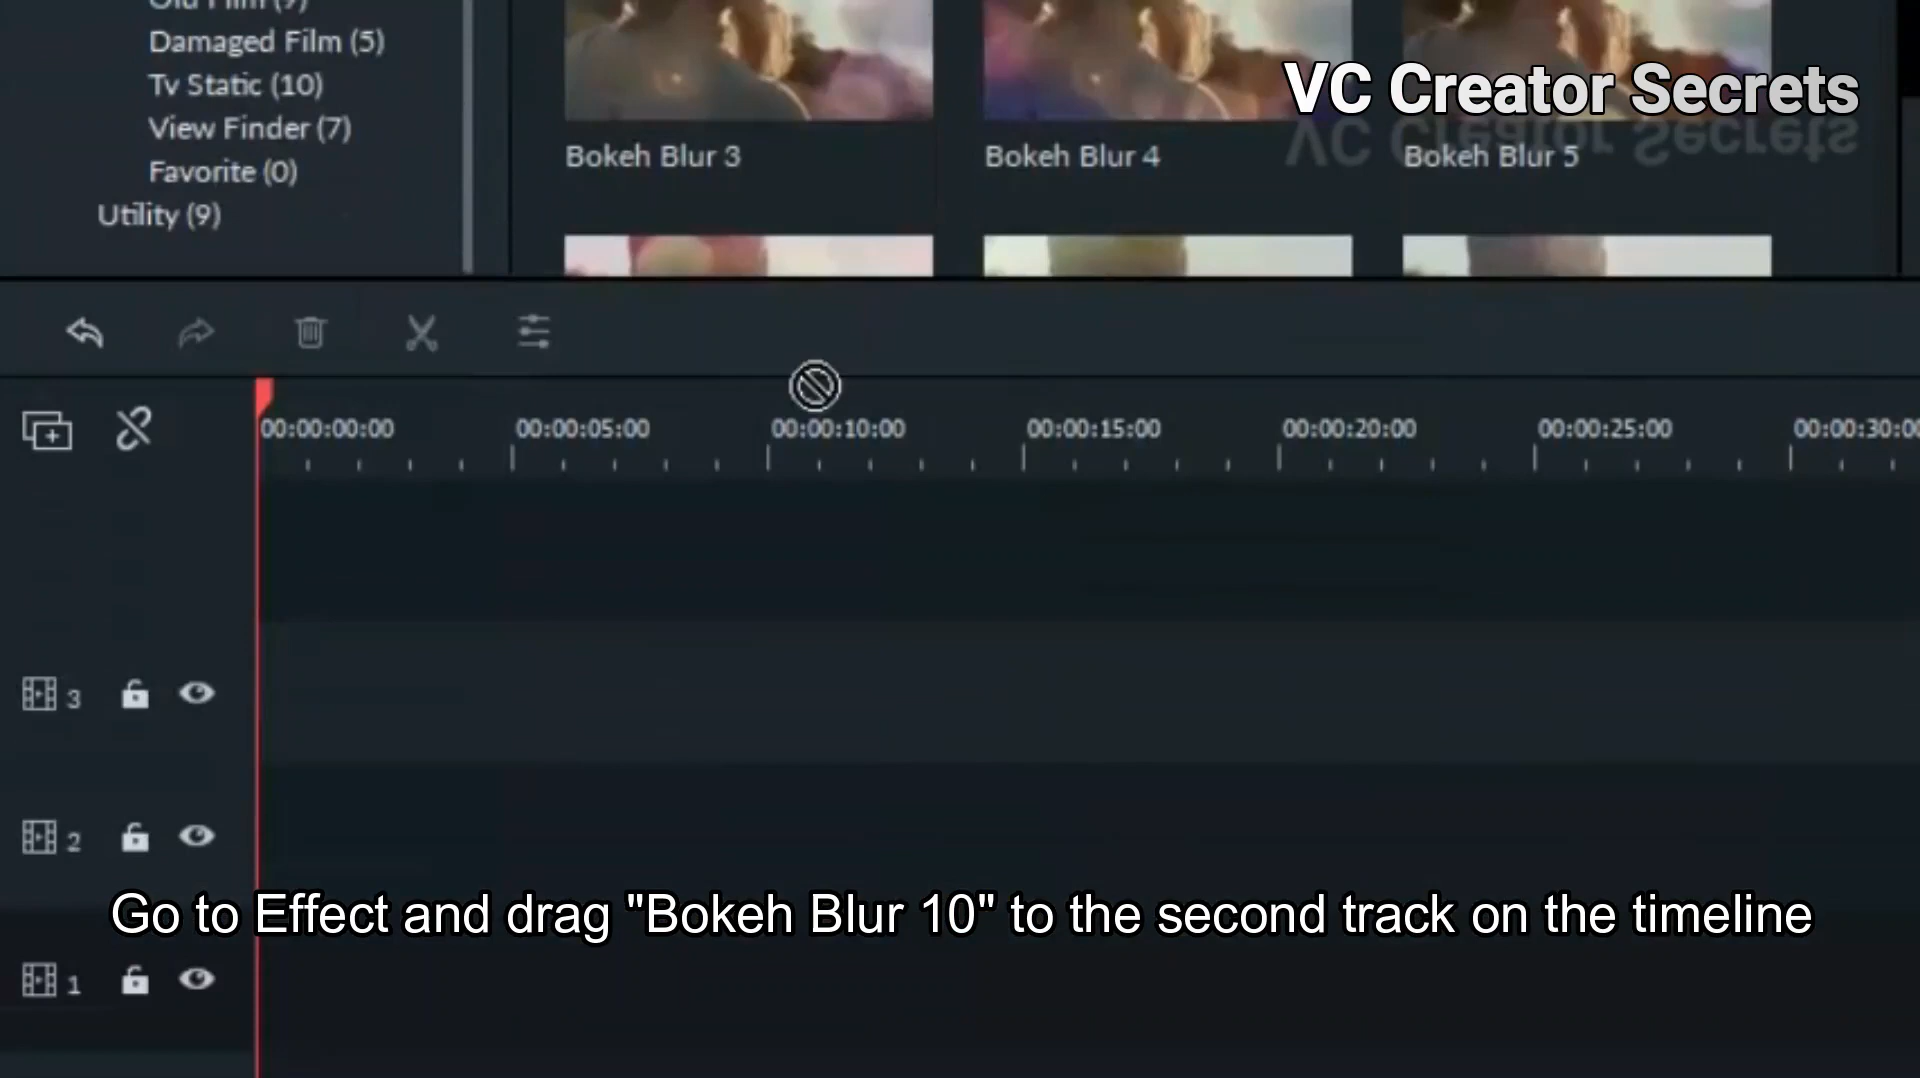 Old Film (9)
Damaged Film (5)
Tv Static (10)
View Finder (7)
Favorite (0)
Utility (9)
VC Creator Secrets
Bokeh Blur 3
Bokeh Blur 4
Bokeh Blur 5
00:00:00:00
00:00:05:00
00:00:10:00
00:00:15:00
00:00:20:00
00:00:25:00
00:00:30:00
3
2
Go to Effect and drag "Bokeh Blur 10" to the second track on the timeline
1